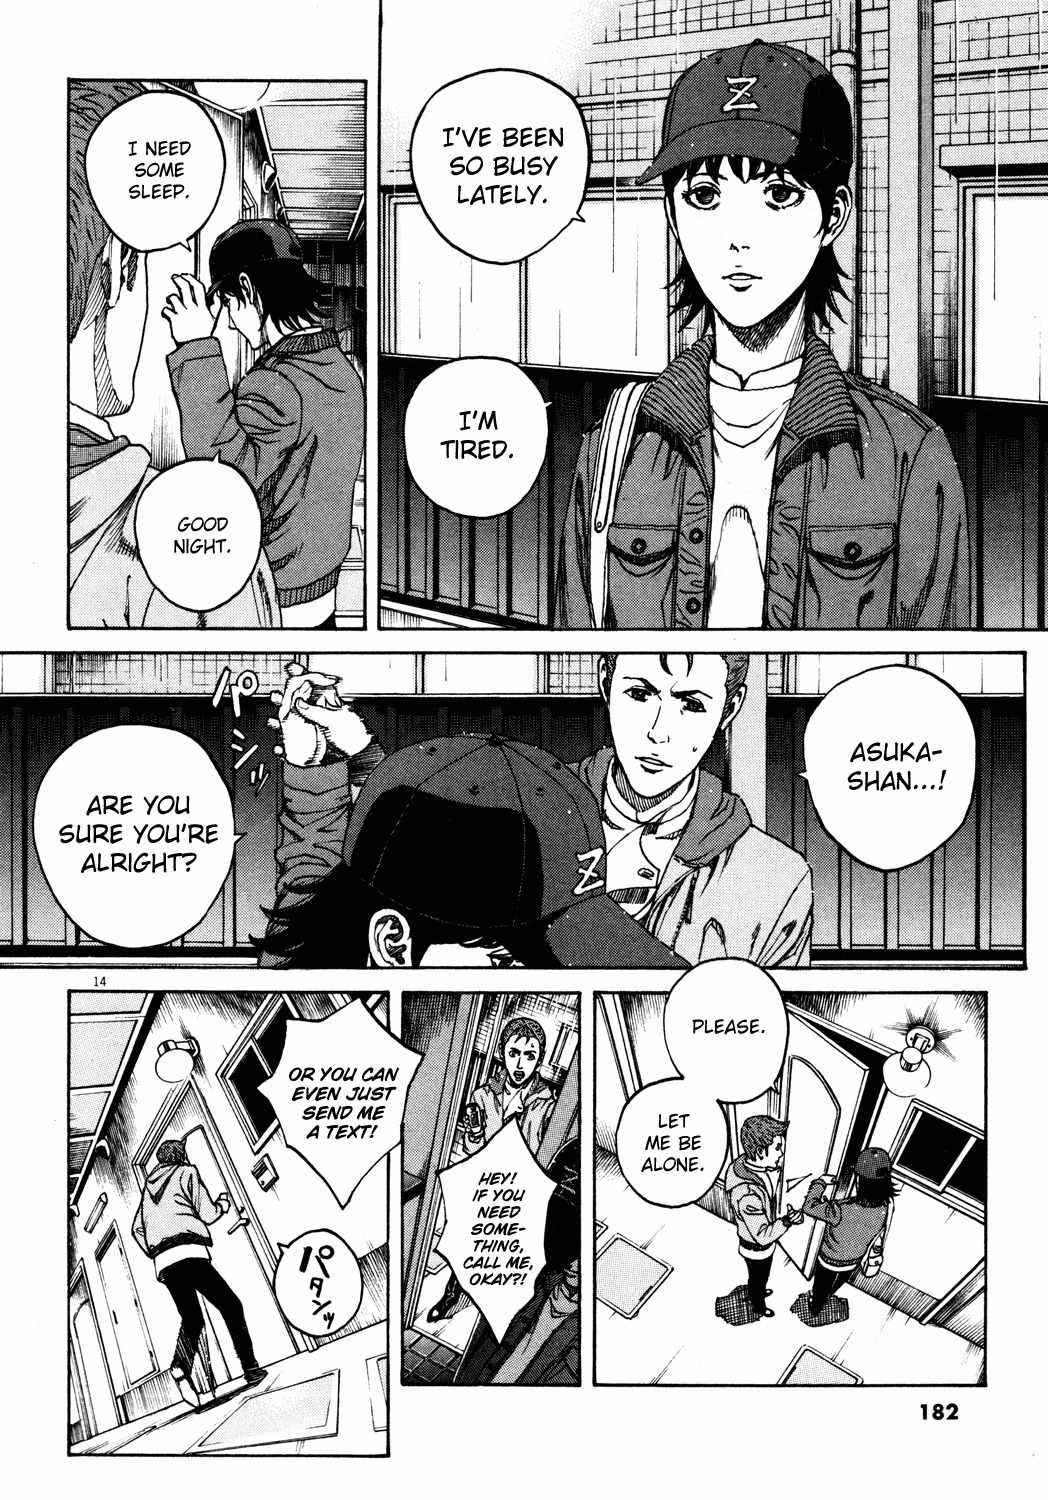 Z
I'VE BEEN
SO BUSY
LATELY.
I'M
TIRED.
I NEED
SOME
SLEEP.
GOOD
NIGHT.
ASUKA-
SHAN...!
パシッ
Z
ARE YOU
SURE YOU'RE
ALRIGHT?
PLEASE.
LET
ME BE
ALONE.
HEY!
IF YOU
NEED
SOME-
THING,
CALL ME,
OKAY?!
OR YOU CAN
EVEN JUST
SEND ME
A TEXT!
パタンッ
14
182